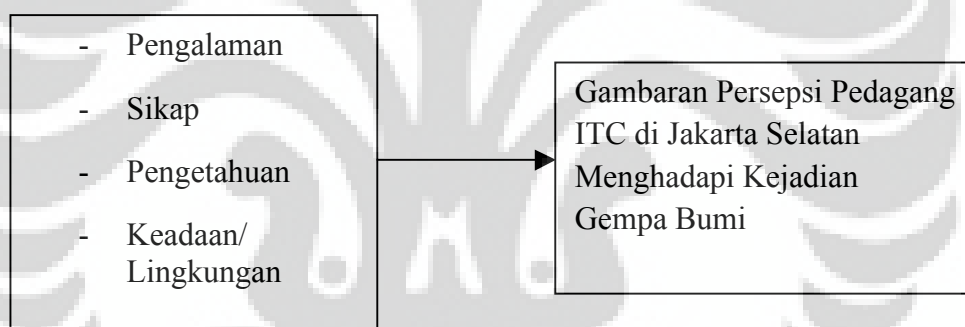 - Pengalaman
- Sikap
- Pengetahuan
- Keadaan/
Lingkungan
Gambaran Persepsi Pedagang
ITC di Jakarta Selatan
Menghadapi Kejadian
Gempa Bumi